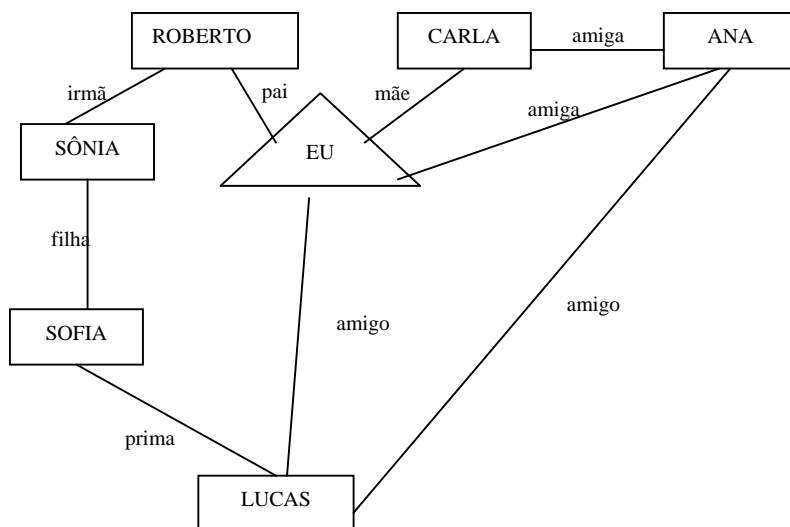 ROBERTO
CARLA
amiga
ANA
irmã
pai
mãe
amiga
SÔNIA
EU
filha
amigo
amigo
SOFIA
prima
LUCAS